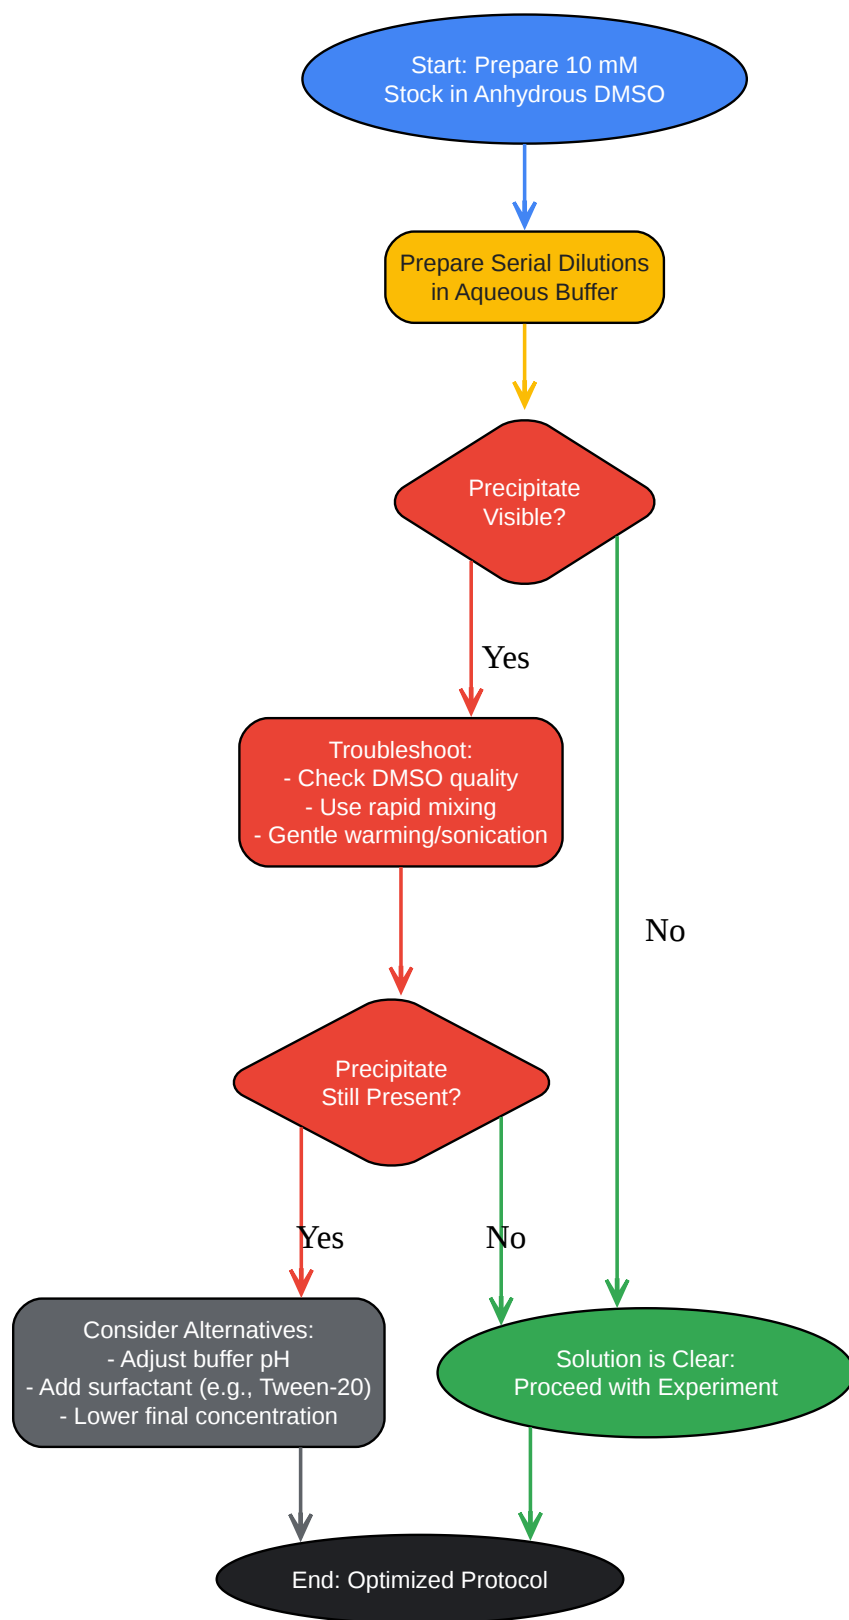 Start: Prepare 10 mM
Stock in Anhydrous DMSO
Prepare Serial Dilutions
in Aqueous Buffer
Precipitate
Visible?
Yes
Troubleshoot:
- Check DMSO quality
- Use rapid mixing
- Gentle warming/sonication
No
Precipitate
Still Present?
Yes
No
Consider Alternatives:
- Adjust buffer pH
- Add surfactant (e.g., Tween-20)
- Lower final concentration
Solution is Clear:
Proceed with Experiment
End: Optimized Protocol